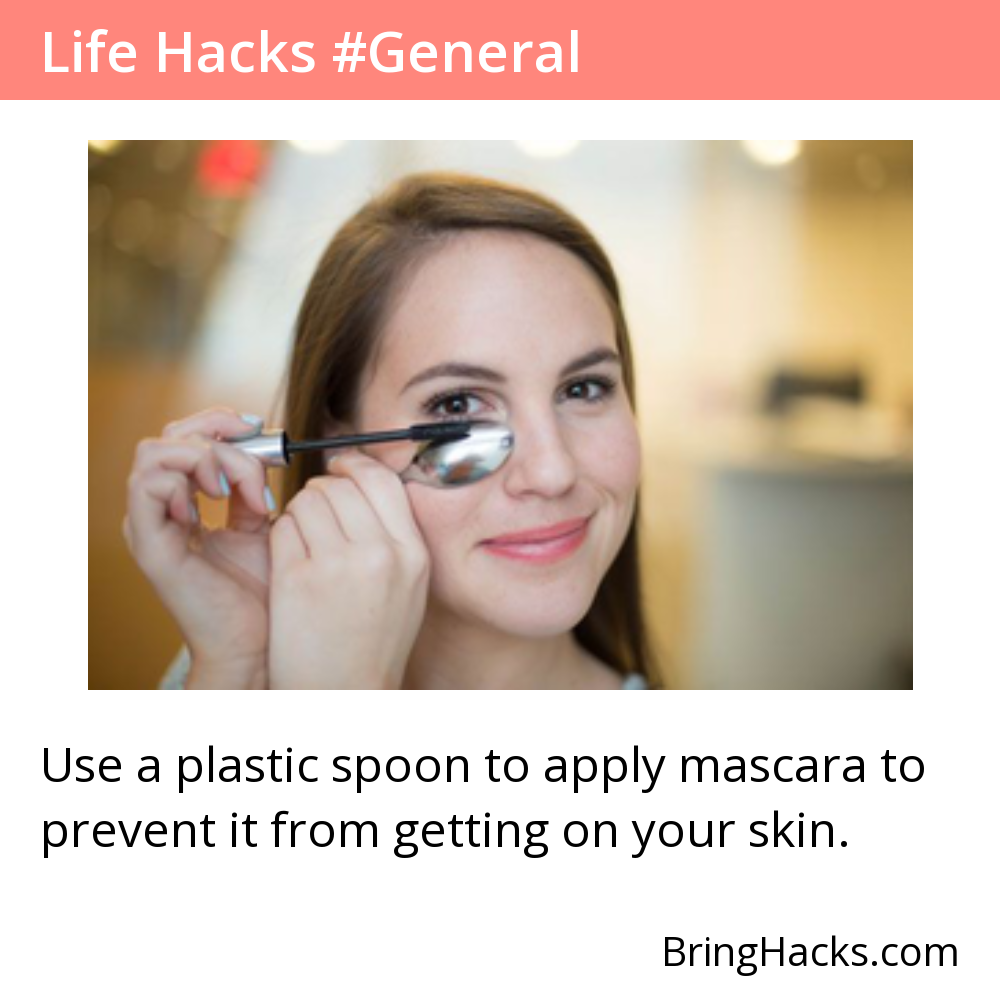 Life Hacks #General
Use a plastic spoon to apply mascara to
prevent it from getting on your skin.
BringHacks.com